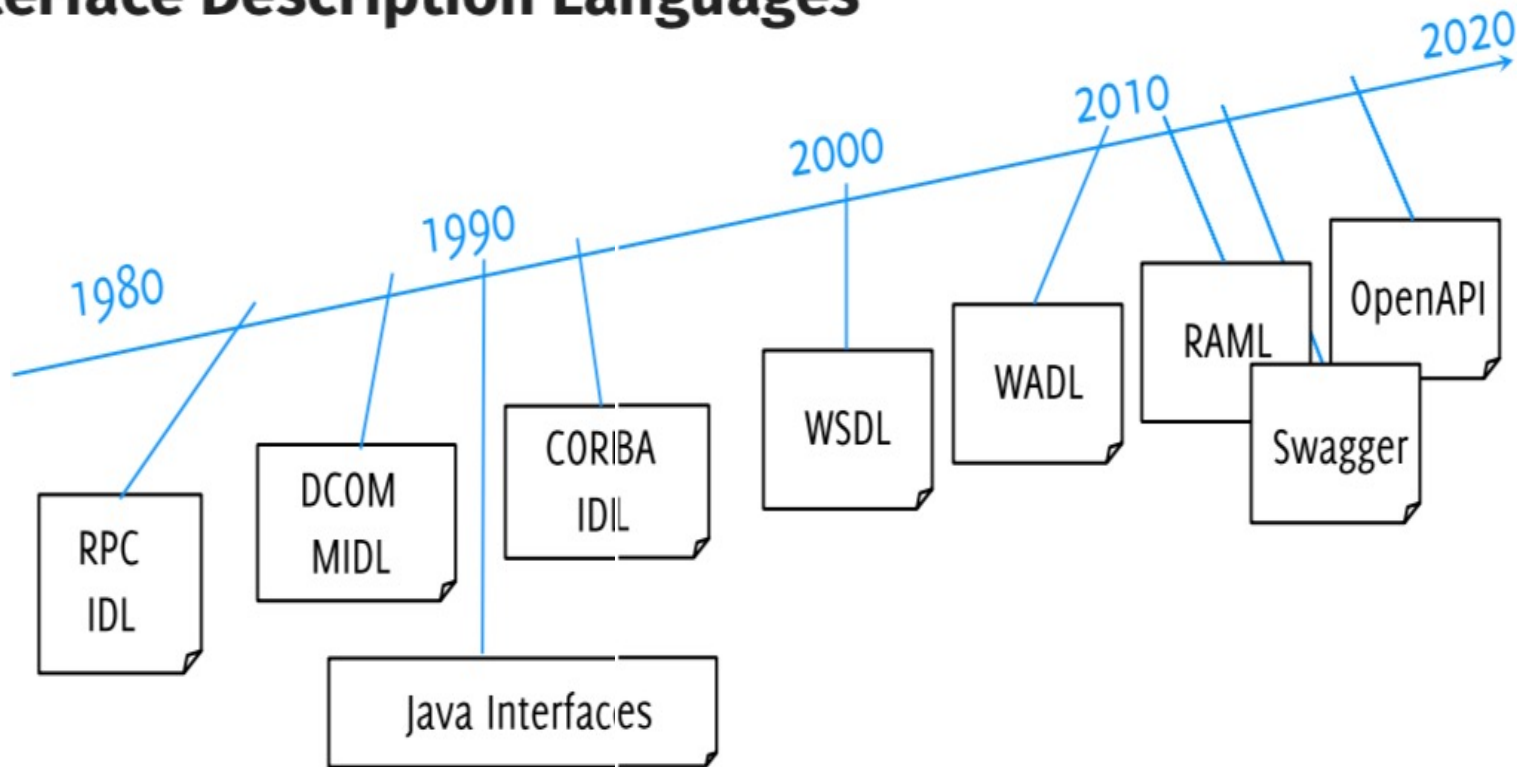 terface Description Languages
1980
1990
2000
2010
2020
RPC
IDL
DCOM
MIDL
Java Interfaces
CORBA
IDL
WSDL
WADL
RAML
Swagger
OpenAPI